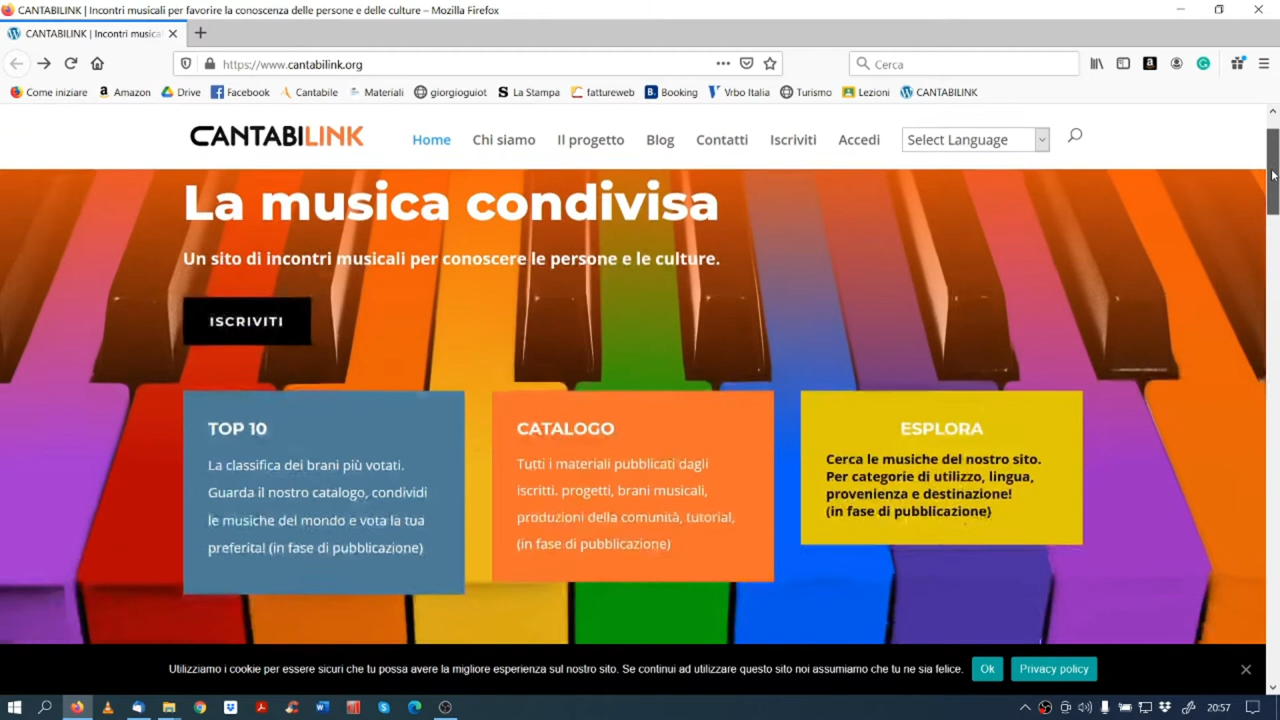 CANTABILINK | Incontri musicali per favorire la conoscenza delle persone e delle culture – Mozilla Firefox
CANTABILINK | Incontri musica
https://www.cantabilink.org
Cerca
Come iniziare Amazon Drive Facebook Cantabile Materiali giorgioguiot La Stampa fattureweb Booking Vrbo Italia Turismo Lezioni CANTABILINK
CANTABILINK Home Chi siamo Il progetto Blog Contatti Iscriviti Accedi Select Language
La musica condivisa
Un sito di incontri musicali per conoscere le persone e le culture.
ISCRIVITI
TOP 10
La classifica dei brani più votati.
Guarda il nostro catalogo, condividi
le musiche del mondo e vota la tua
preferita! (in fase di pubblicazione)
CATALOGO
Tutti i materiali pubblicati dagli
iscritti. progetti, brani musicali,
produzioni della comunità, tutorial,
(in fase di pubblicazione)
ESPLORA
Cerca le musiche del nostro sito.
Per categorie di utilizzo, lingua,
provenienza e destinazione!
(in fase di pubblicazione)
Utilizziamo i cookie per essere sicuri che tu possa avere la migliore esperienza sul nostro sito. Se continui ad utilizzare questo sito noi assumiamo che tu ne sia felice. Ok Privacy policy
20:57